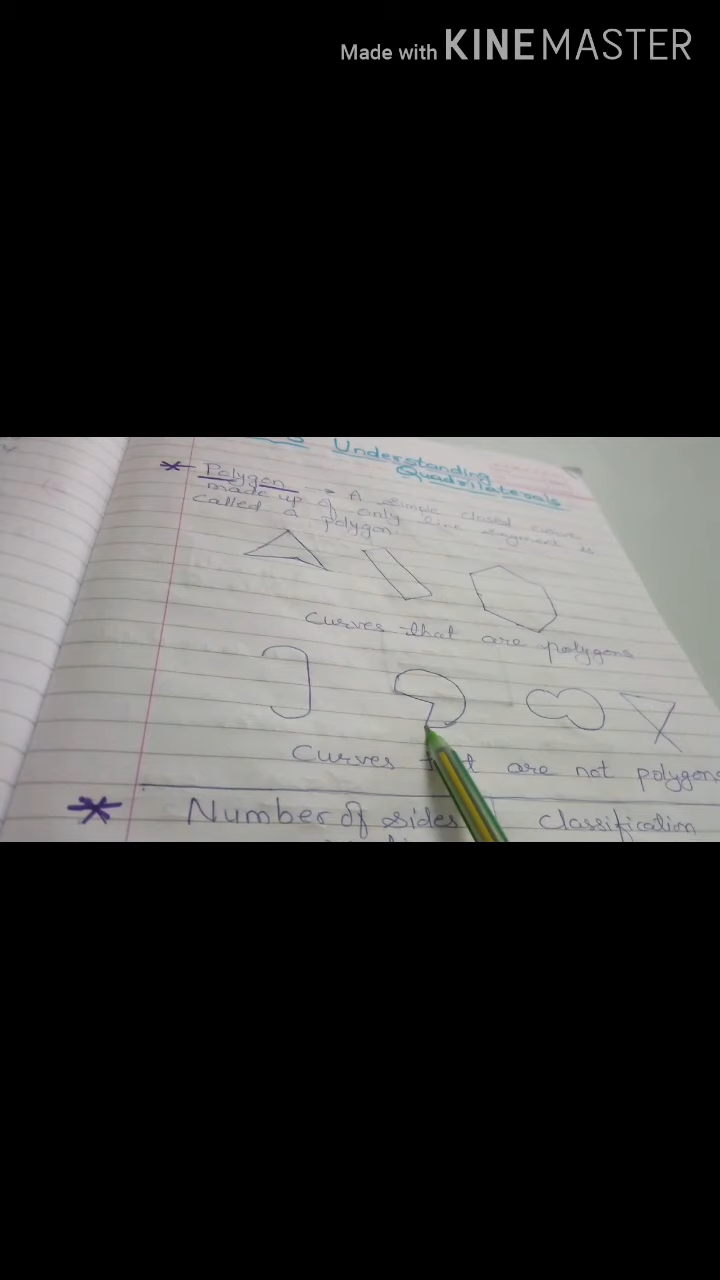 Made with KINEMASTER
Understanding
Quadrilaterals
* Polygon → A simple closed curve
made up of only line segment is
called a polygon.
Curves that are polygons
Curves that are not polygons
* Number of sides classification